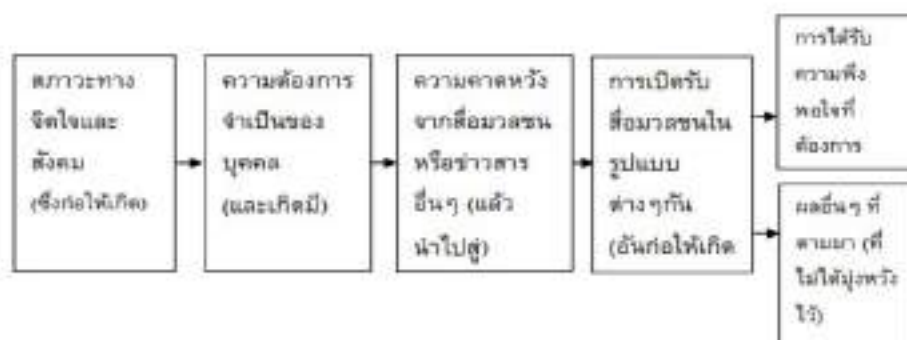 สภาวะทาง
จิตใจและ
สังคม
(ซึ่งก่อให้เกิด)
ความต้องการ
จำเป็นของ
บุคคล
(และเกิดมี)
ความคาดหวัง
จากสื่อมวลชน
หรือข่าวสาร
อื่นๆ (แล้ว
นำไปสู่)
การเปิดรับ
สื่อมวลชนใน
รูปแบบ
ต่างๆกัน
(อันก่อให้เกิด
การได้รับ
ความพึง
พอใจที่
ต้องการ
ผลอื่นๆ ที่
ตามมา (ที่
ไม่ได้มุ่งหวัง
ไว้)